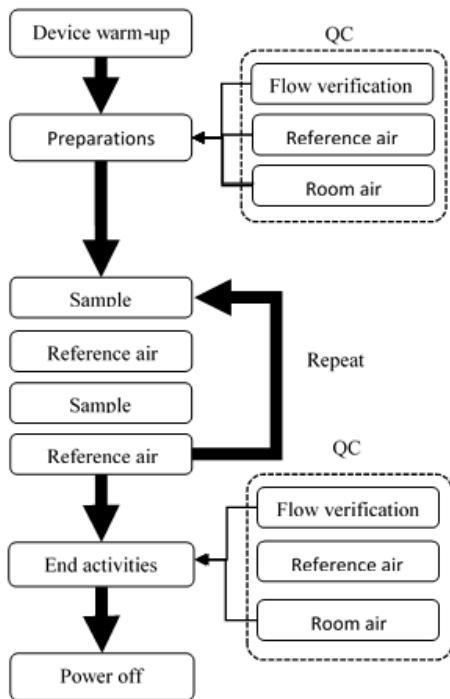 Device warm-up
QC
Flow verification
Preparations
Reference air
Room air
Sample
Reference air
Repeat
Sample
Reference air
QC
Flow verification
End activities
Reference air
Room air
Power off